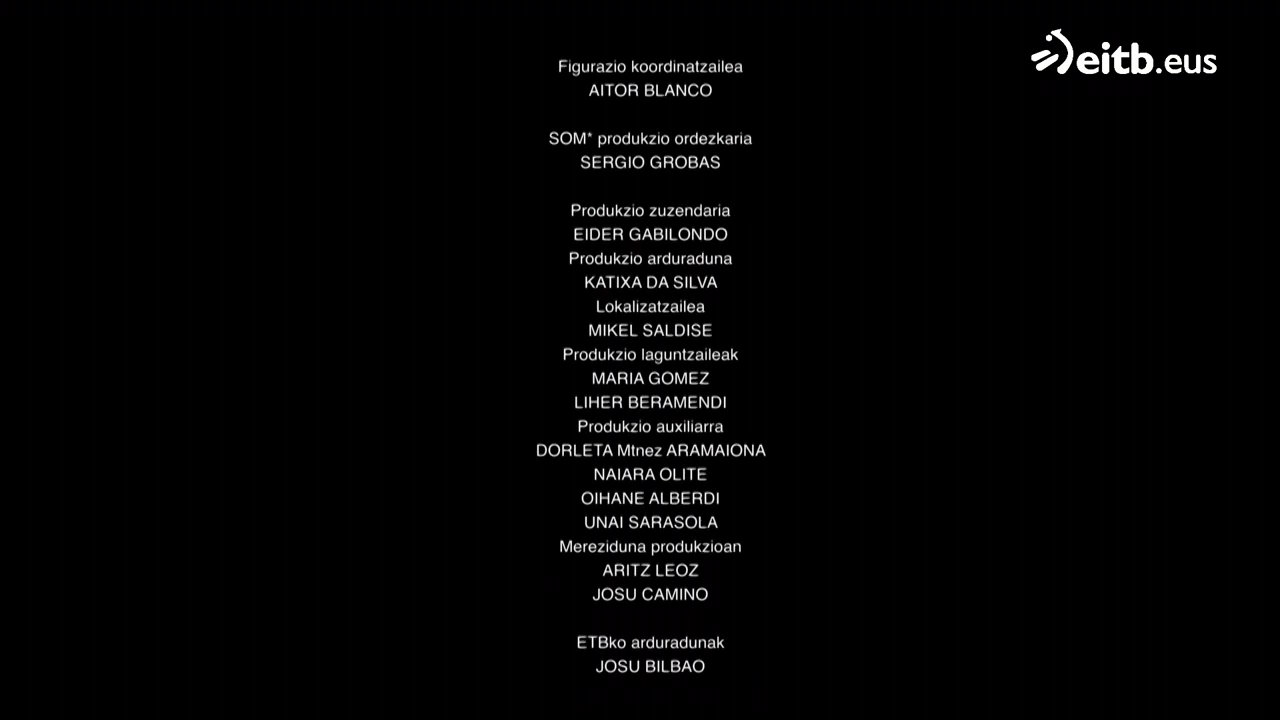 eitb.eus
Figurazio koordinatzailea
AITOR BLANCO
SOM* produkzio ordezkaria
SERGIO GROBAS
Produkzio zuzendaria
EIDER GABILONDO
Produkzio arduraduna
KATIXA DA SILVA
Lokalizatzailea
MIKEL SALDISE
Produkzio laguntzaileak
MARIA GOMEZ
LIHER BERAMENDI
Produkzio auxiliarra
DORLETA Mtnez ARAMAIONA
NAIARA OLITE
OIHANE ALBERDI
UNAI SARASOLA
Mereziduna produkzioan
ARITZ LEOZ
JOSU CAMINO
ETBko arduradunak
JOSU BILBAO